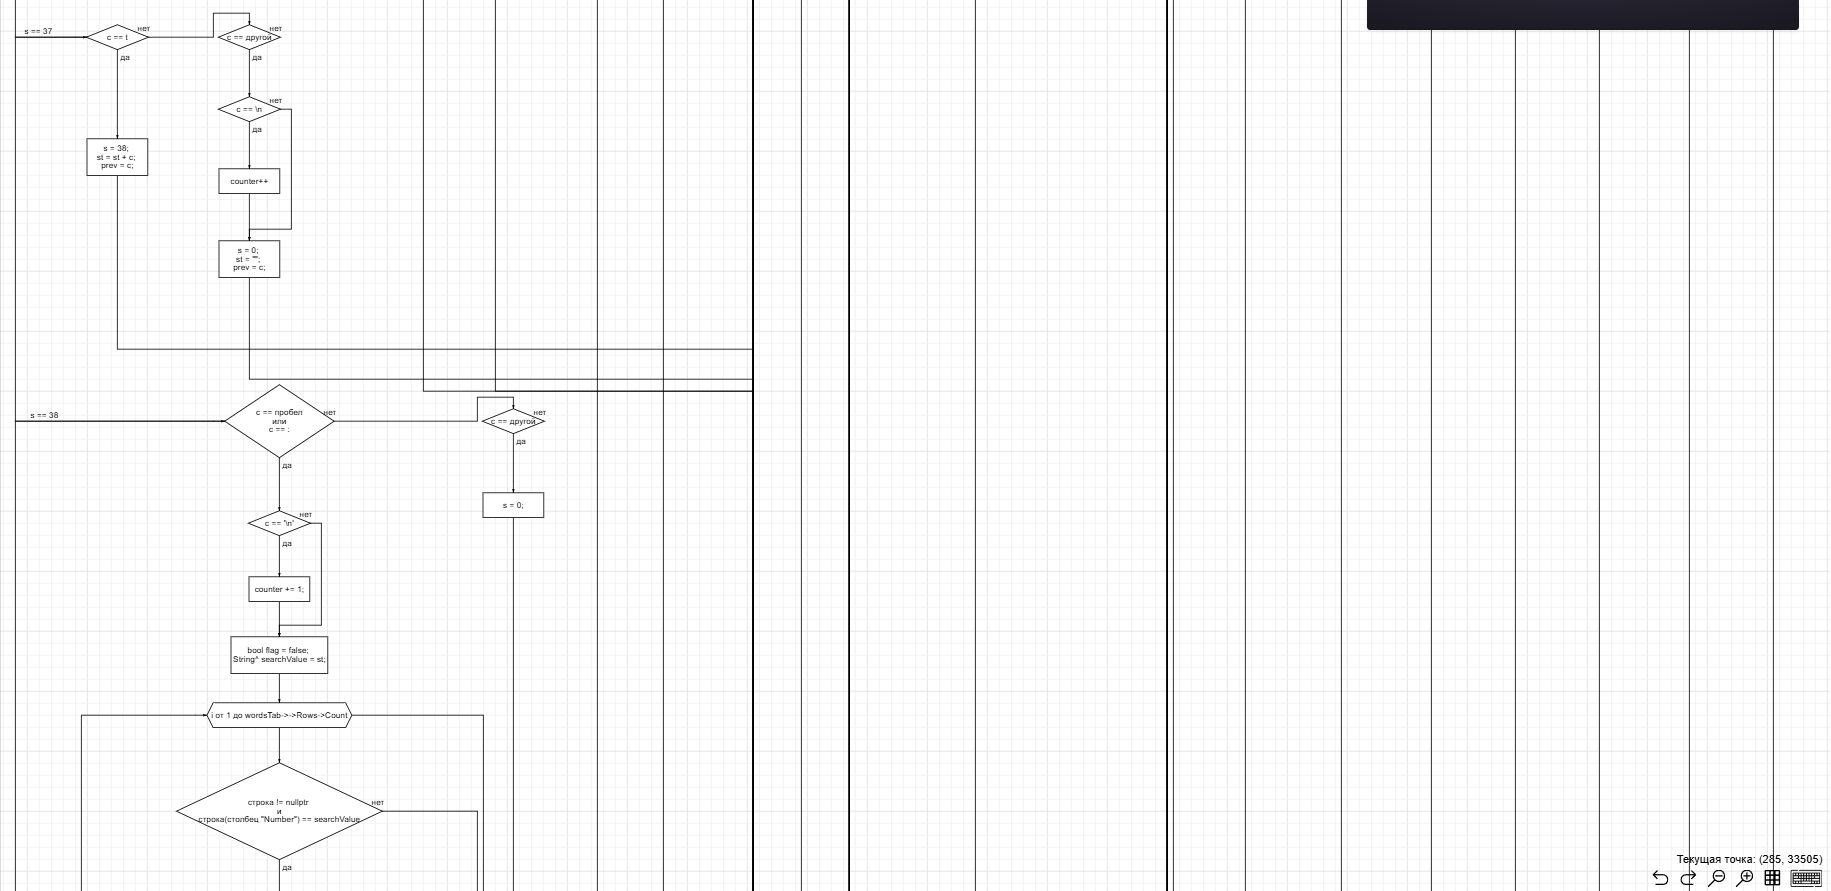 s == 37
c == t
нет
c == другой
нет
да
да
c == \n
нет
да
s = 38;
st = st + c;
prev = c;
counter++
s = 0;
st = "";
prev = c;
s == 38
c == пробел
или
c == :
нет
c == другой
нет
да
да
s = 0;
c == '\n'
нет
да
counter += 1;
bool flag = false;
String^ searchValue = st;
i от 1 до wordsTab->->Rows->Count
строка != nullptr
и
строка(столбец "Number") == searchValue
нет
да
Текущая точка: (285, 33505)